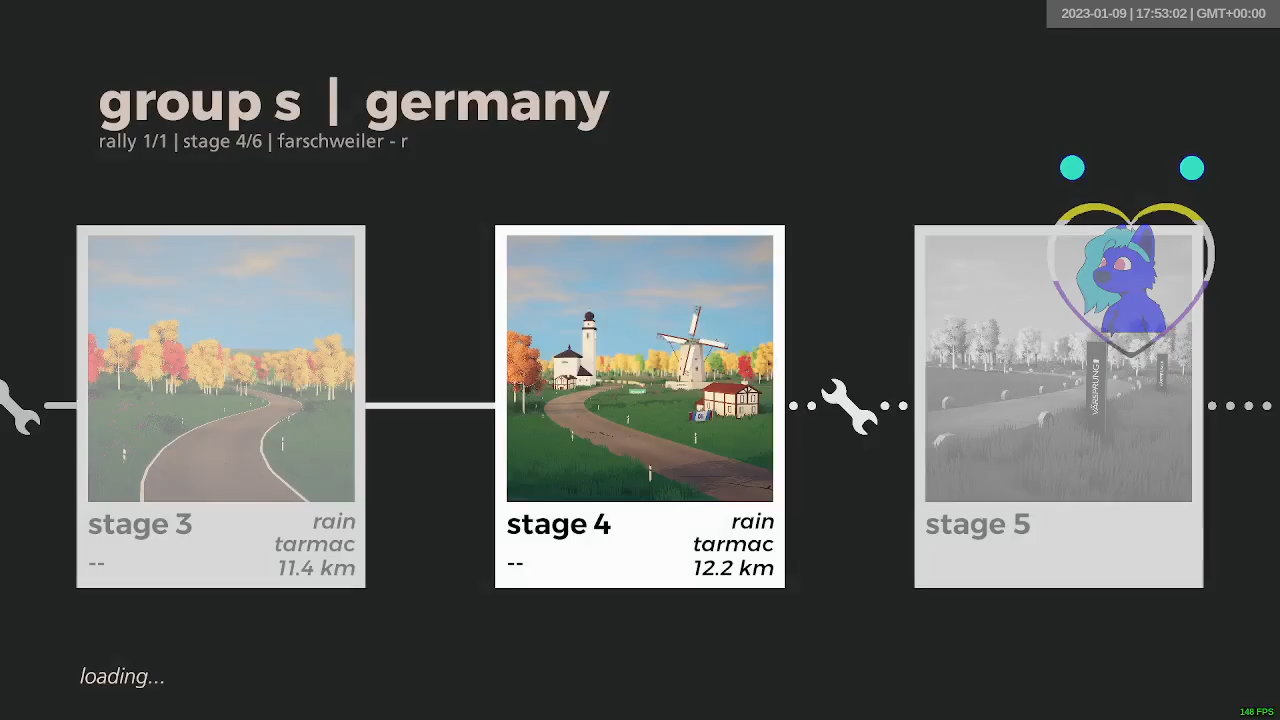 2023-01-09 | 17:53:02 | GMT+00:00
group s | germany
rally 1/1 | stage 4/6 | farschweiler - r
stage 3
rain
tarmac
--
11.4 km
stage 4
rain
tarmac
--
12.2 km
VÄRSPRUNG
stage 5
loading...
148 FPS